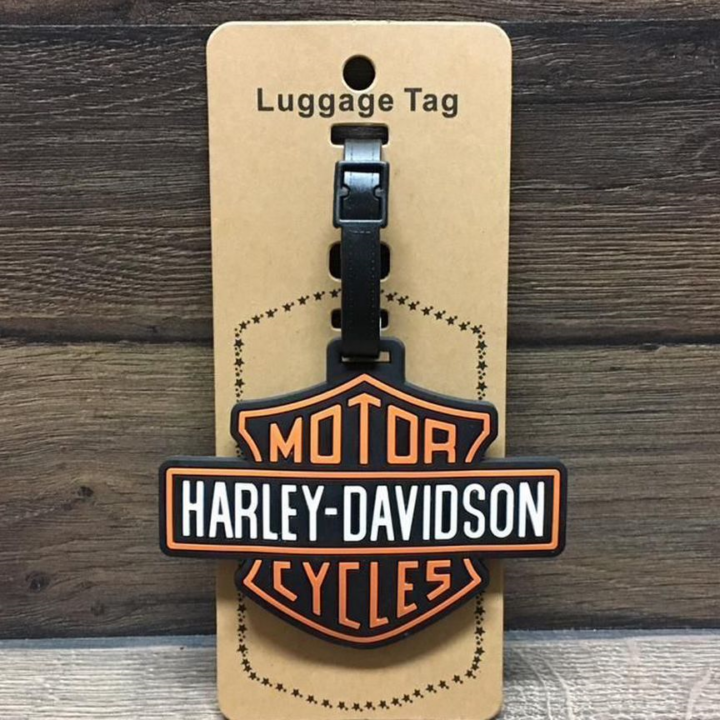 Luggage Tag
MOTOR
HARLEY-DAVIDSON
CYCLES